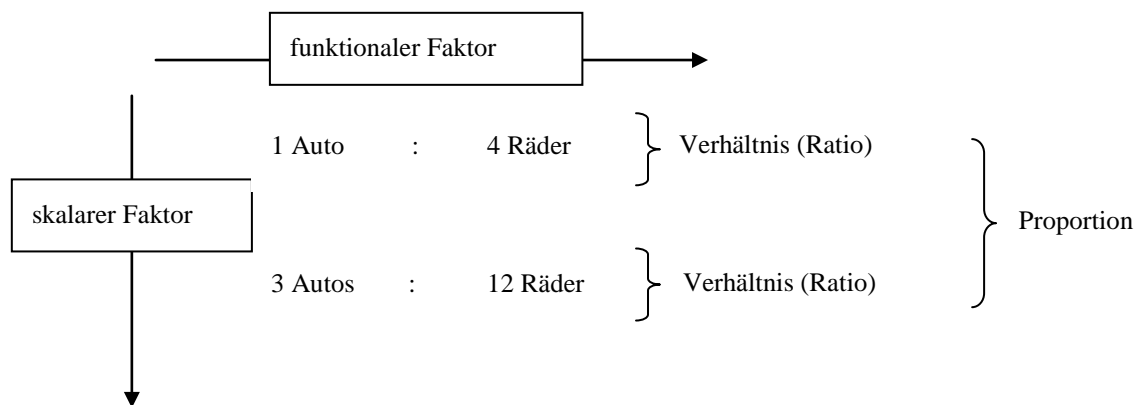 funktionaler Faktor
1 Auto : 4 Räder Verhältnis (Ratio)
skalarer Faktor
Proportion
3 Autos : 12 Räder Verhältnis (Ratio)